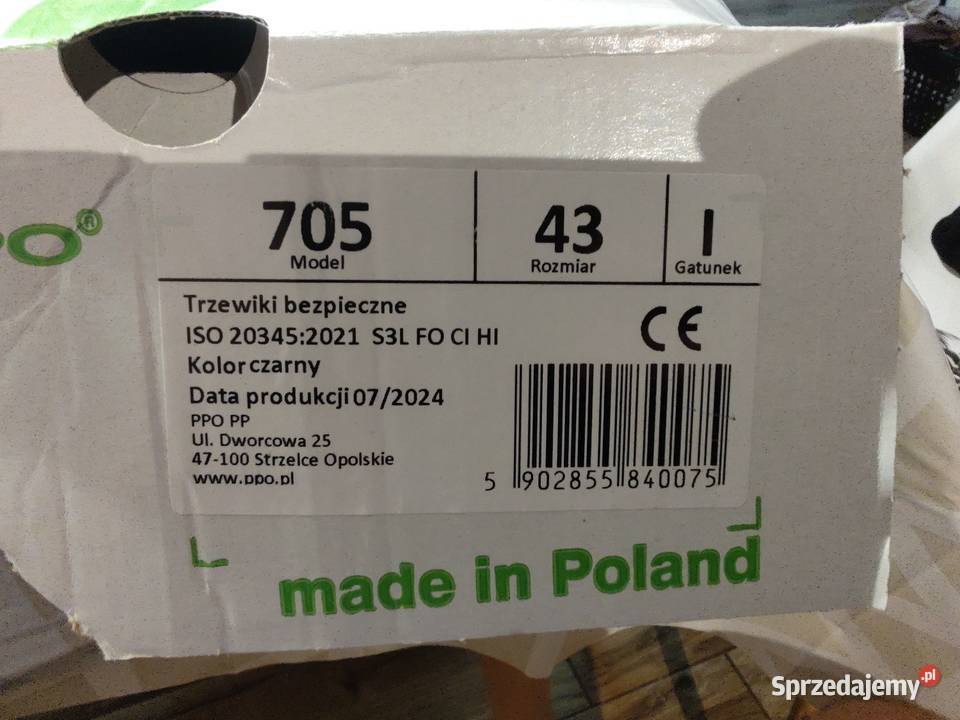 PO®
705 43 I
Model Rozmiar Gatunek
Trzewiki bezpieczne
ISO 20345:2021 S3L FO CI HI
CE
Kolor czarny
Data produkcji 07/2024
PPO PP
Ul. Dworcowa 25
47-100 Strzelce Opolskie
www.ppo.pl
5 902855 840075
made in Poland
Sprzedajemy.pl